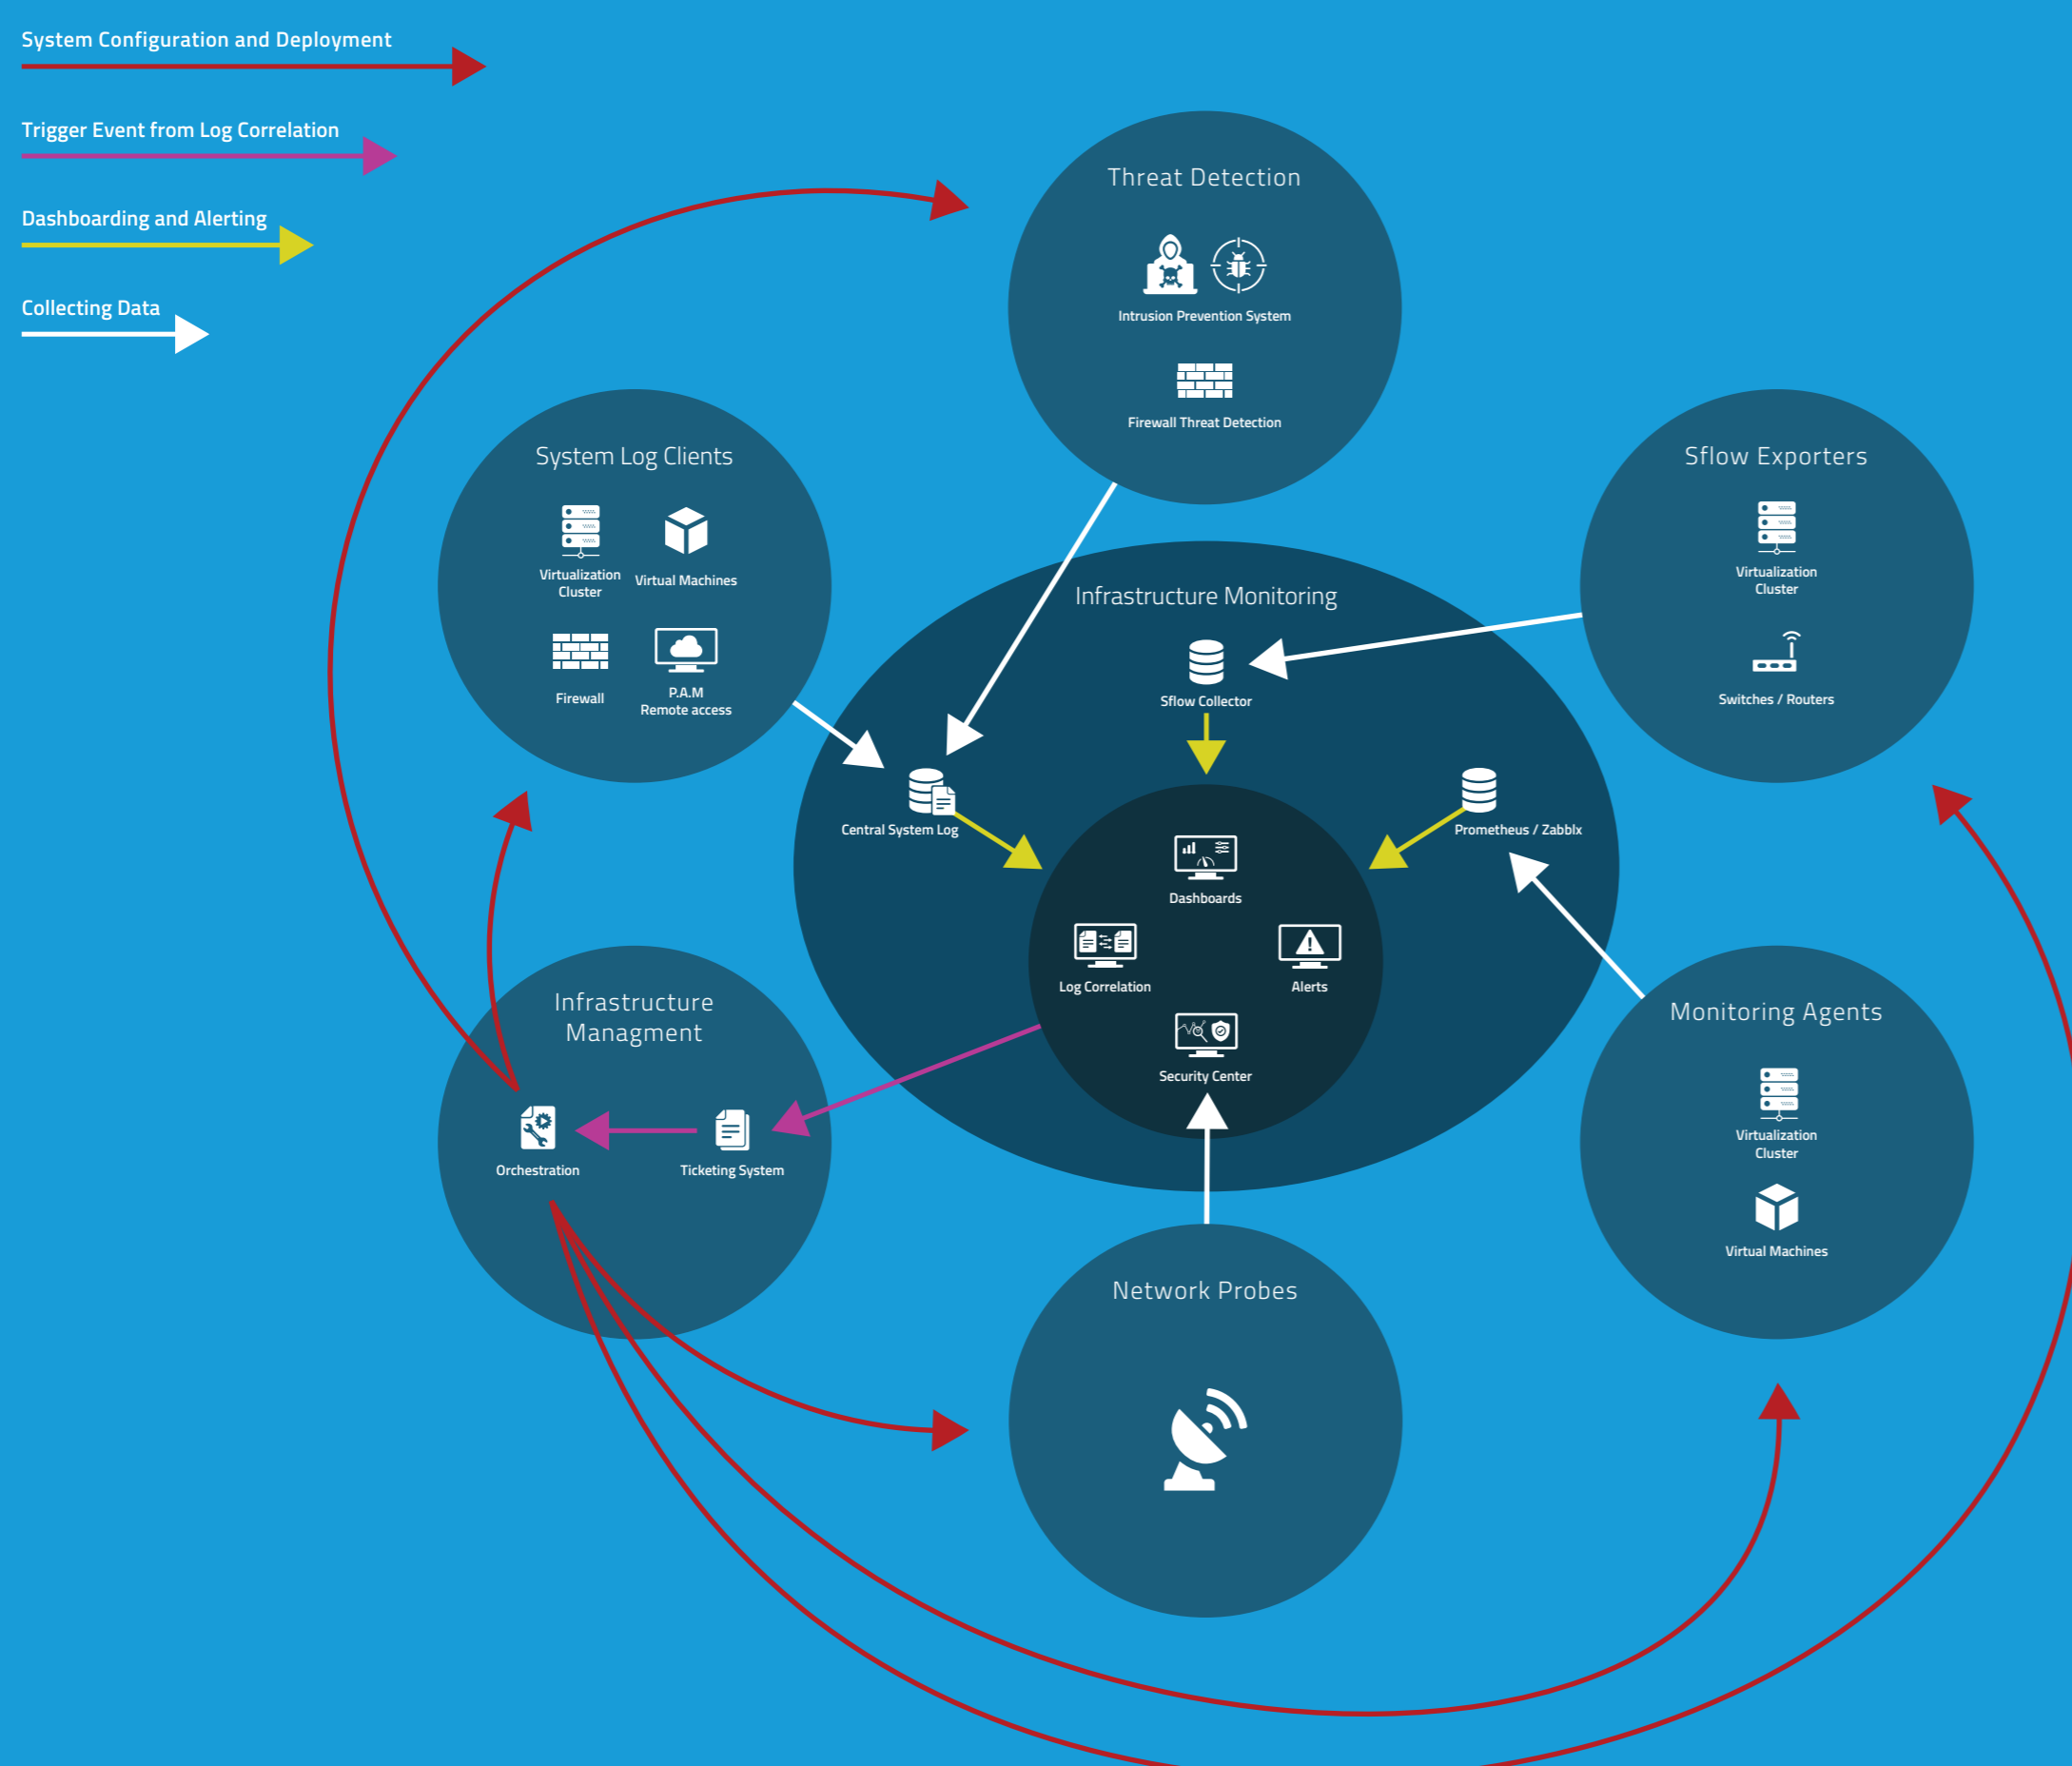 System Configuration and Deployment
Trigger Event from Log Correlation
Dashboarding and Alerting
Collecting Data
Threat Detection
Intrusion Prevention System
Firewall Threat Detection
System Log Clients
Virtualization
Cluster
Virtual Machines
Firewall
P.A.M
Remote access
Sflow Exporters
Virtualization
Cluster
Switches / Routers
Infrastructure Monitoring
Sflow Collector
Central System Log
Prometheus / Zabblx
Dashboards
Log Correlation
Alerts
Security Center
Infrastructure
Managment
Orchestration
Ticketing System
Monitoring Agents
Virtualization
Cluster
Virtual Machines
Network Probes